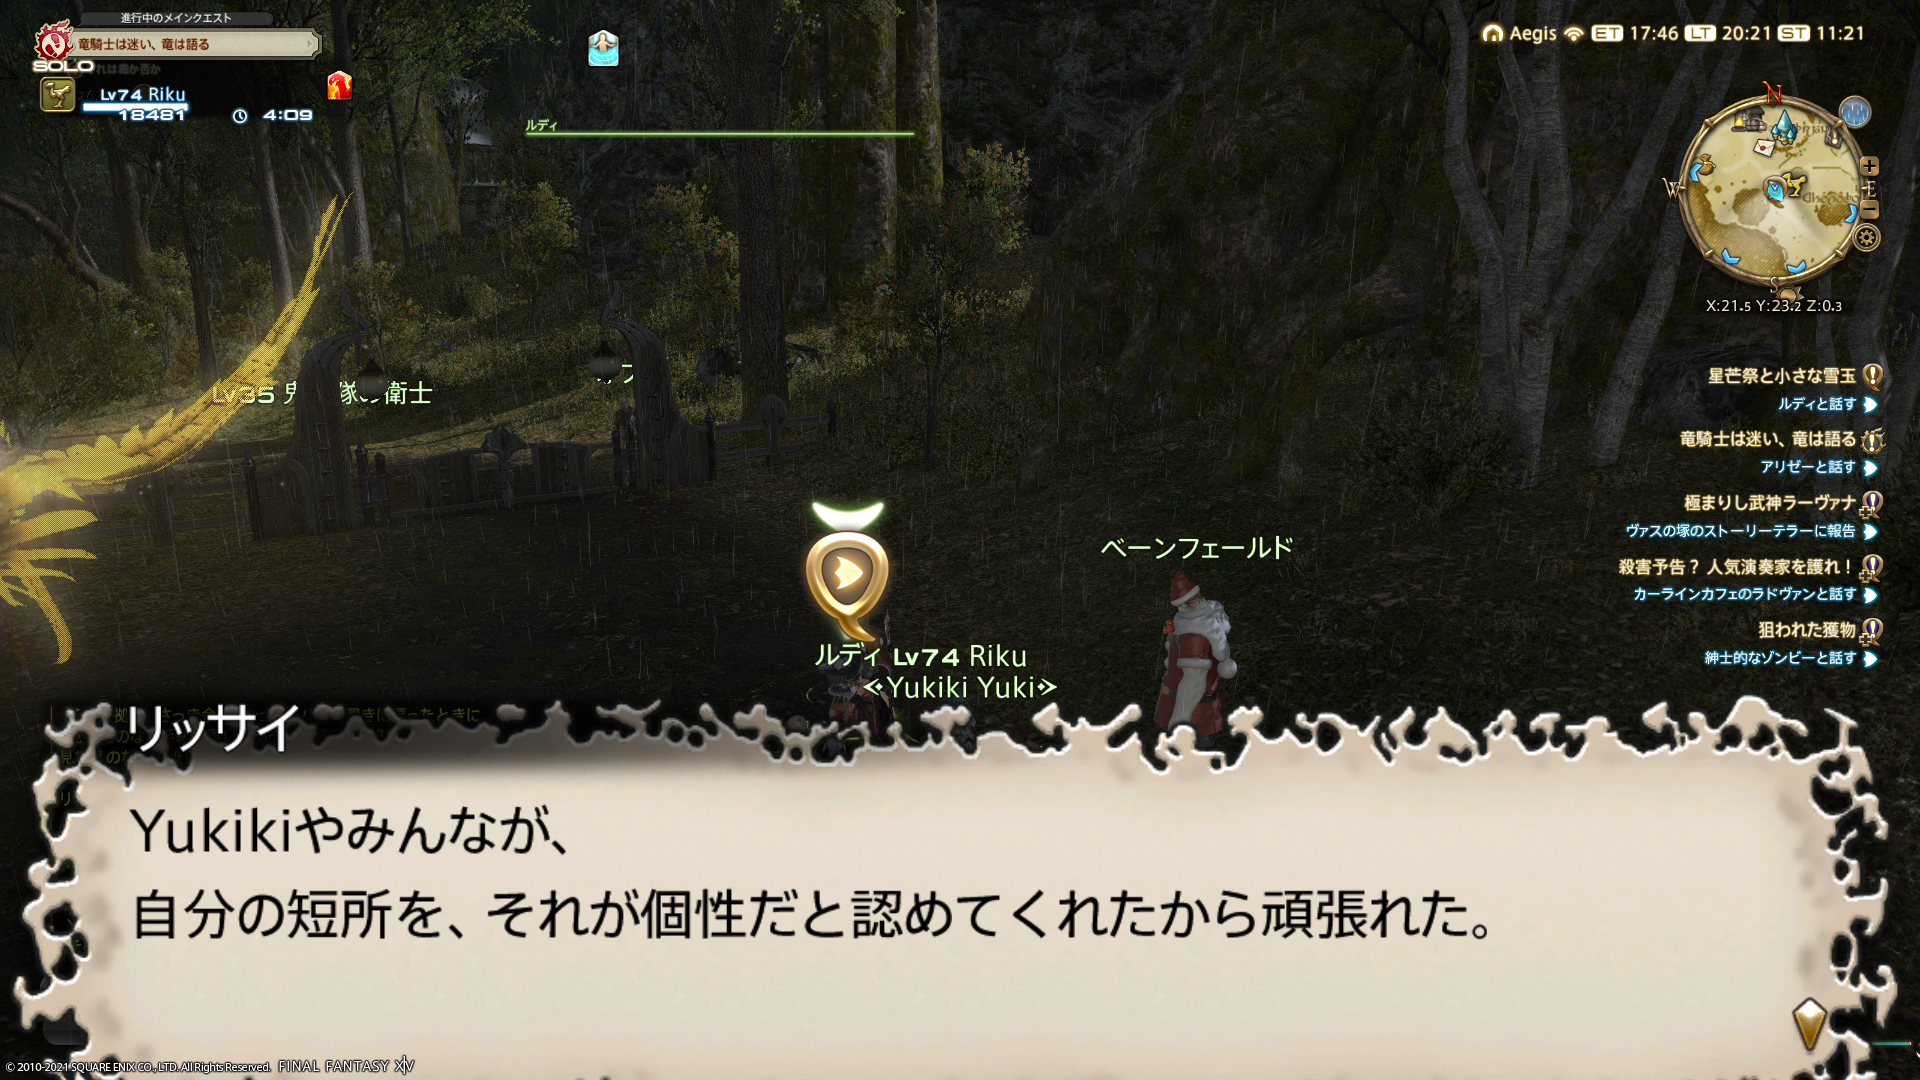 進行中のメインクエスト
竜騎士は迷い、竜は語る
SOLO
Lv74 Riku
18481
4:09
ルディ
Aegis ET 17:46 LT 20:21 ST 11:21
N
W
E
S
X:21.5 Y:23.2 Z:0.3
星芒祭と小さな雪玉
ルディと話す
竜騎士は迷い、竜は語る
アリゼーと話す
極まりし武神ラーヴァナ
ヴァスの塚のストーリーテラーに報告
殺害予告？ 人気演奏家を護れ！
カーラインカフェのラドヴァンと話す
狙われた獲物
紳士的なゾンビーと話す
Lv35
衛士
ベーンフェールド
ルディ Lv74 Riku
Yukiki Yuki
リッサイ
Yukikiやみんなが、
自分の短所を、それが個性だと認めてくれたから頑張れた。
© 2010-2021 SQUARE ENIX CO., LTD. All Rights Reserved. FINAL FANTASY XIV